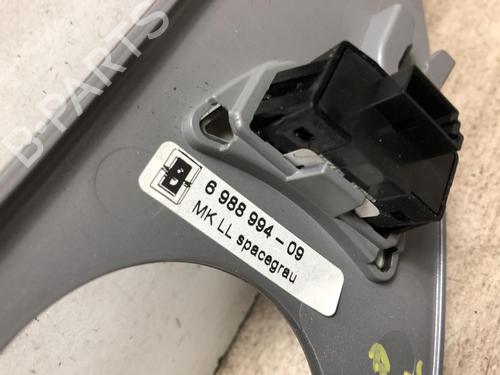 B-PARTS
6 988 994-09
MK LL spacegrau